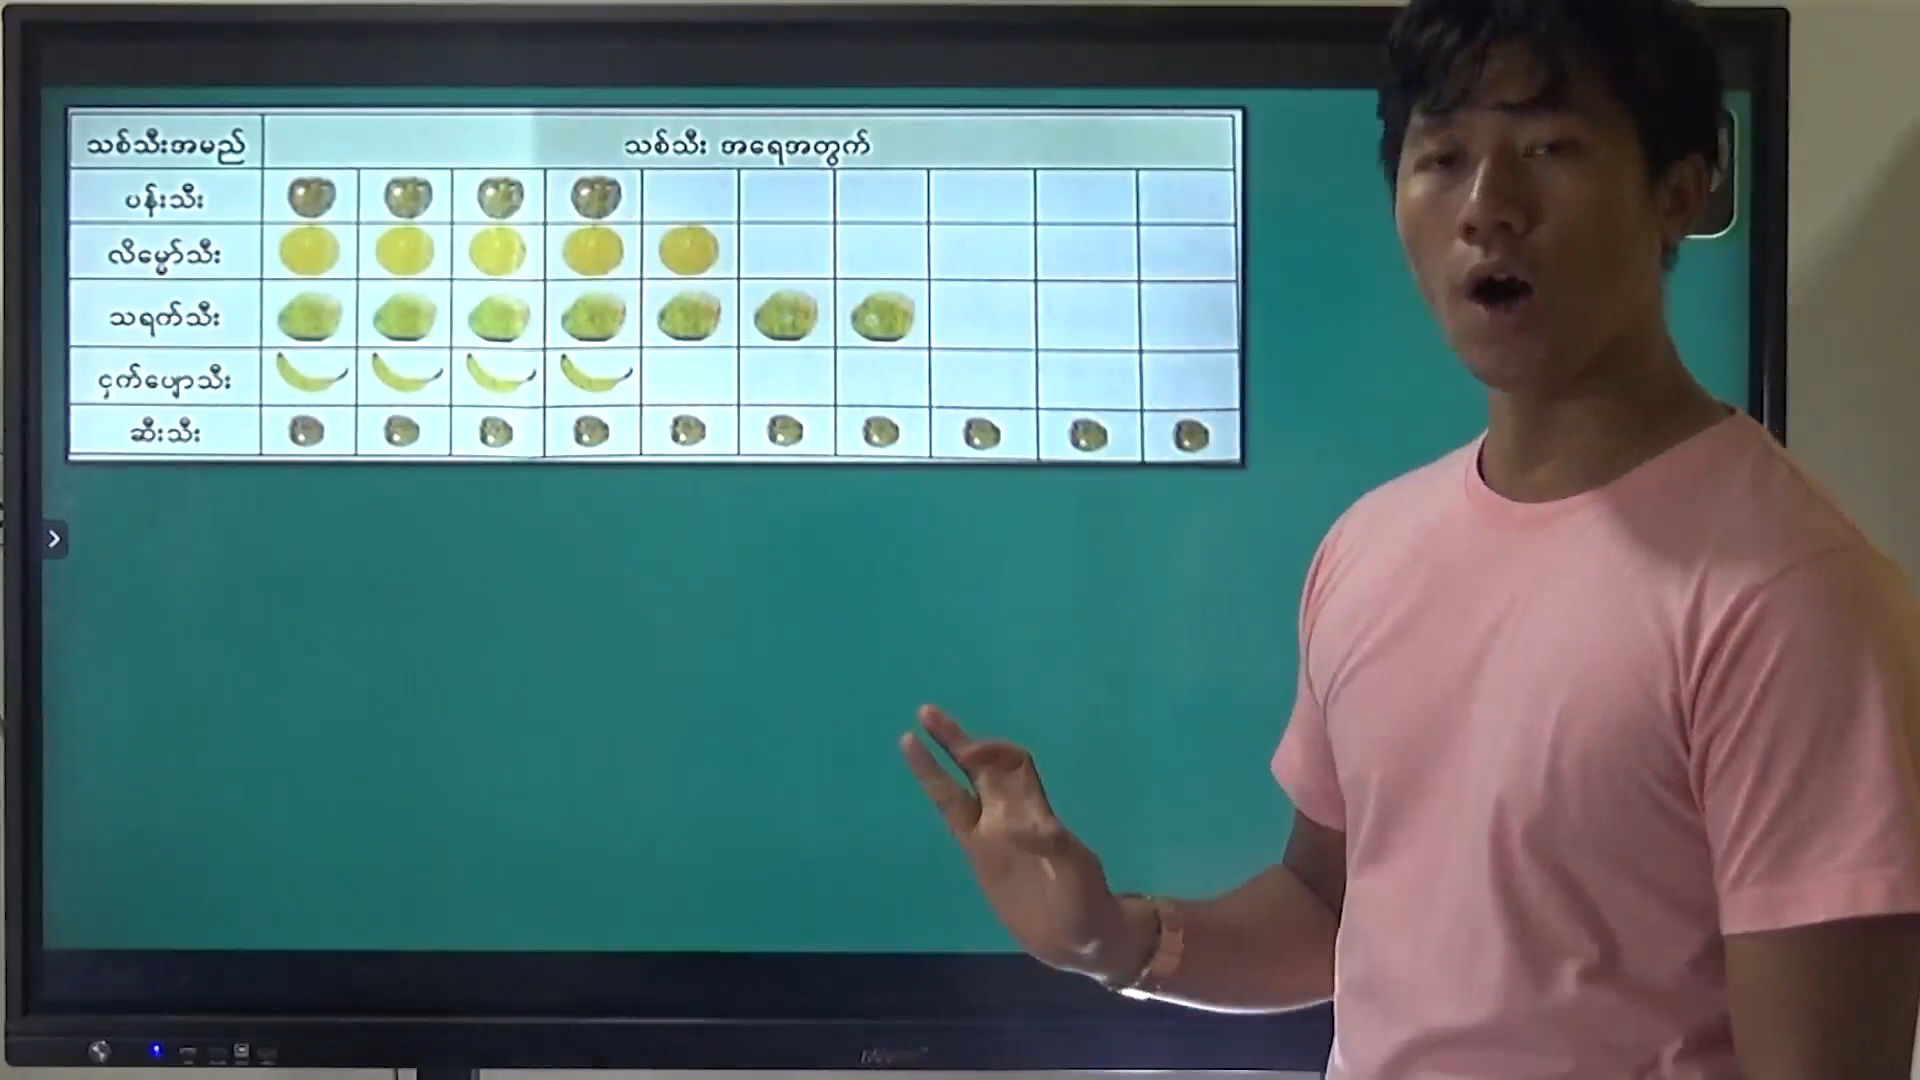 သစ်သီးအမည် သစ်သီး အရေအတွက်
ပန်းသီး
လိမ္မော်သီး
သရက်သီး
ငှက်ပျောသီး
ဆီးသီး